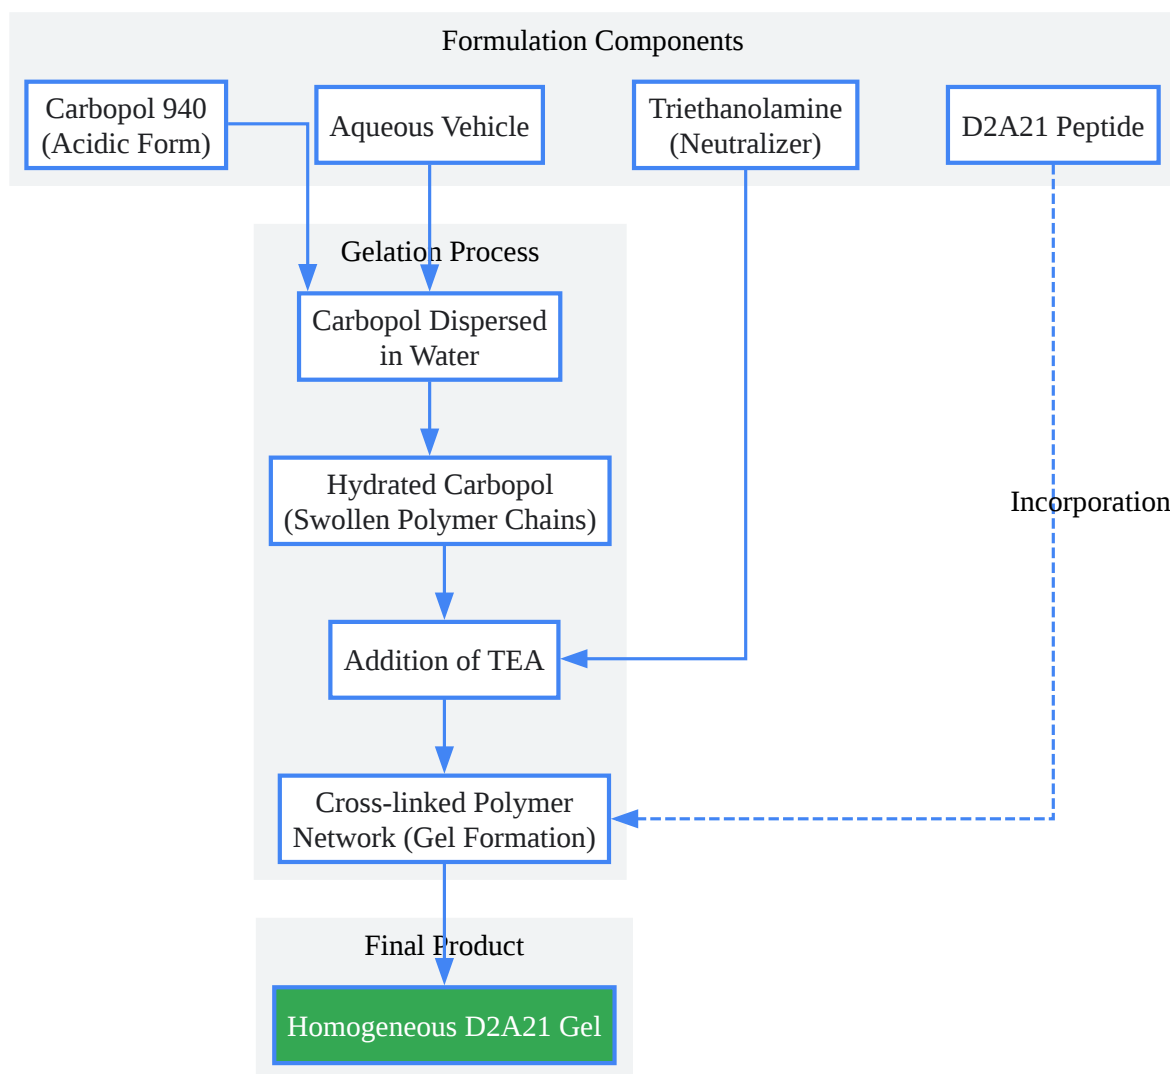 Formulation Components
Carbopol 940
(Acidic Form)
Aqueous Vehicle
Triethanolamine
(Neutralizer)
D2A21 Peptide
Gelation Process
Carbopol Dispersed
in Water
Hydrated Carbopol
(Swollen Polymer Chains)
Incorporation
Addition of TEA
Cross-linked Polymer
Network (Gel Formation)
Final Product
Homogeneous D2A21 Gel